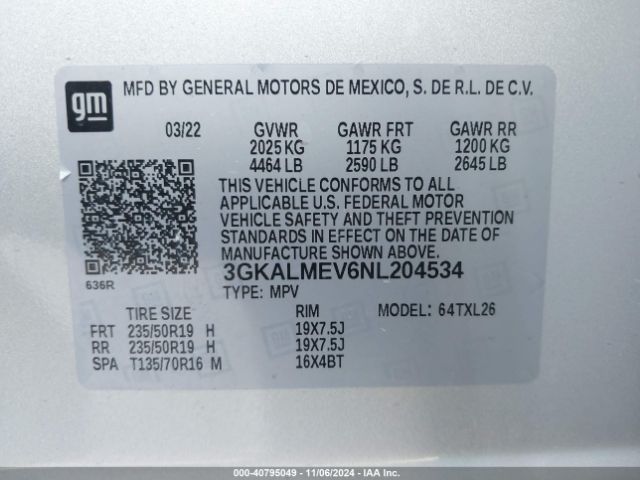 gm
MFD BY GENERAL MOTORS DE MEXICO, S. DE R.L. DE C.V.
03/22 GVWR GAWR FRT GAWR RR
2025 KG 1175 KG 1200 KG
4464 LB 2590 LB 2645 LB
THIS VEHICLE CONFORMS TO ALL
APPLICABLE U.S. FEDERAL MOTOR
VEHICLE SAFETY AND THEFT PREVENTION
STANDARDS IN EFFECT ON THE DATE OF
MANUFACTURE SHOWN ABOVE.
3GKALMEV6NL204534
636R
TYPE: MPV
TIRE SIZE RIM MODEL: 64TXL26
FRT 235/50R19 H 19X7.5J
RR 235/50R19 H 19X7.5J
SPA T135/70R16 M 16X4BT
000-40795049 - 11/06/2024 - IAA Inc.